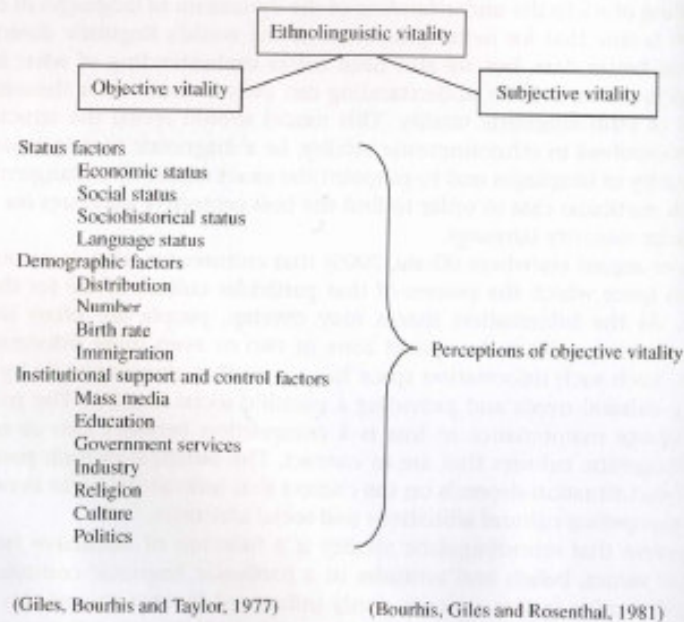 Ethnolinguistic vitality
Objective vitality
Subjective vitality
Status factors
Economic status
Social status
Sociohistorical status
Language status
Demographic factors
Distribution
Number
Birth rate
Immigration
Perceptions of objective vitality
Institutional support and control factors
Mass media
Education
Government services
Industry
Religion
Culture
Politics
(Giles, Bourhis and Taylor, 1977)
(Bourhis, Giles and Rosenthal, 1981)